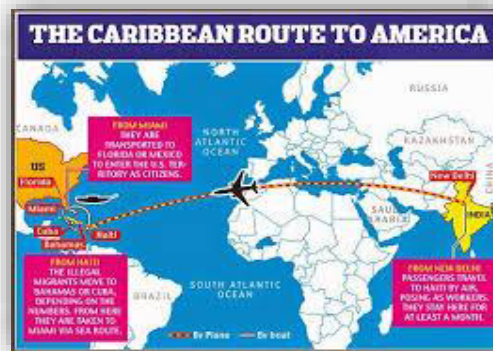 THE CARIBBEAN ROUTE TO AMERICA
RUSSIA
CANADA
FROM MIAMI
THEY ARE
TRANSPORTED TO
FLORIDA OR MEXICO
TO ENTER THE U.S. TER-
RITORY AS CITIZENS.
NORTH
ATLANTIC
OCEAN
KAZAKHSTAN
CHINA
US
Florida
New Delhi
Miami
SAUDI
ARABIA
INDIA
Cuba
Haiti
Bahamas
FROM HAITI
THE ILLEGAL
MIGRANTS MOVE TO
BAHAMAS OR CUBA,
DEPENDING ON THE
NUMBERS. FROM HERE
THEY ARE TAKEN TO
MIAMI VIA SEA ROUTE.
BRAZIL
SOUTH ATLANTIC
OCEAN
FROM NEW DELHI
PASSENGERS TRAVEL
TO HAITI BY AIR,
POSING AS WORKERS.
THEY STAY HERE FOR
AT LEAST A MONTH.
By Plane
By boat